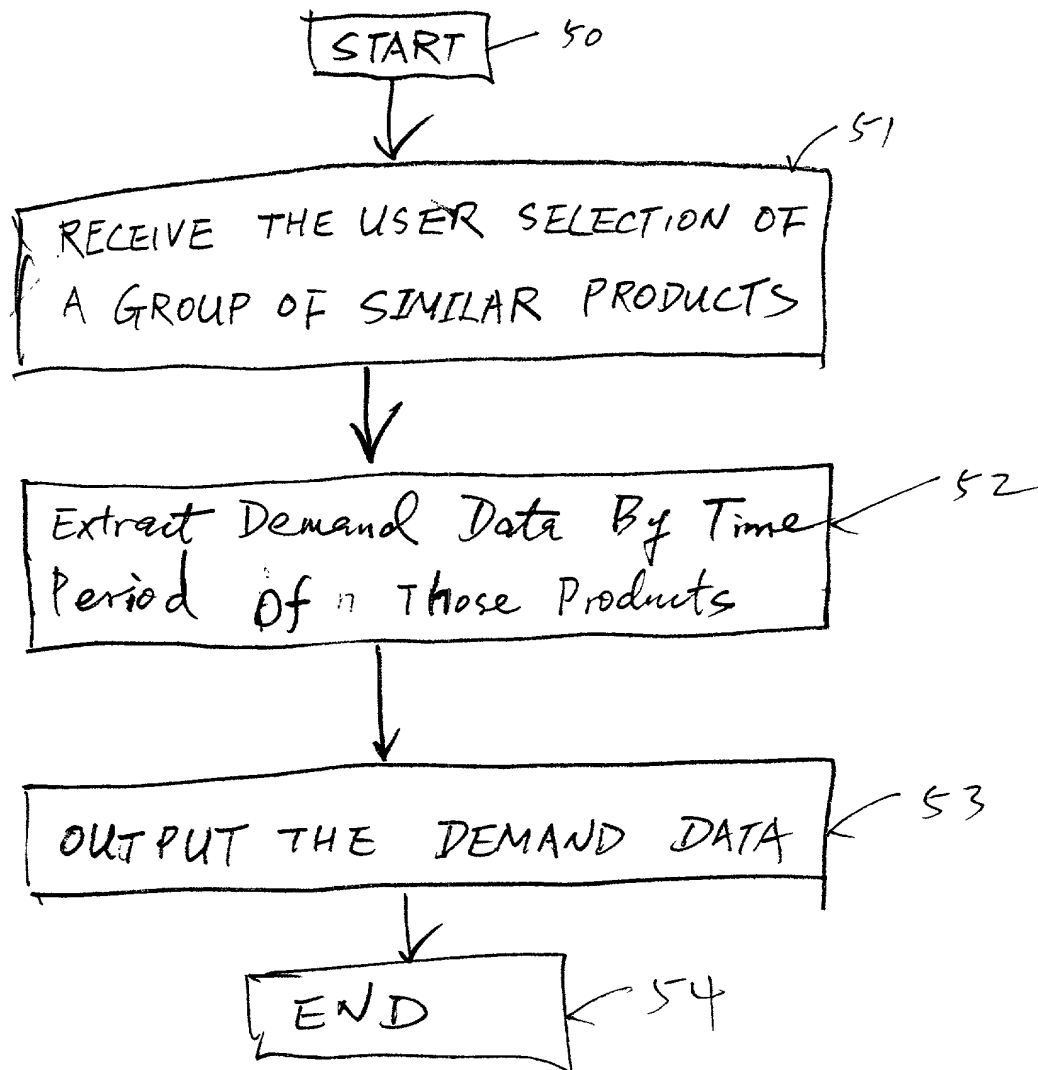 START 50
51
RECEIVE THE USER SELECTION OF
A GROUP OF SIMILAR PRODUCTS
52
Extract Demand Data By Time
Period Of Those Products
53
OUTPUT THE DEMAND DATA
END 54